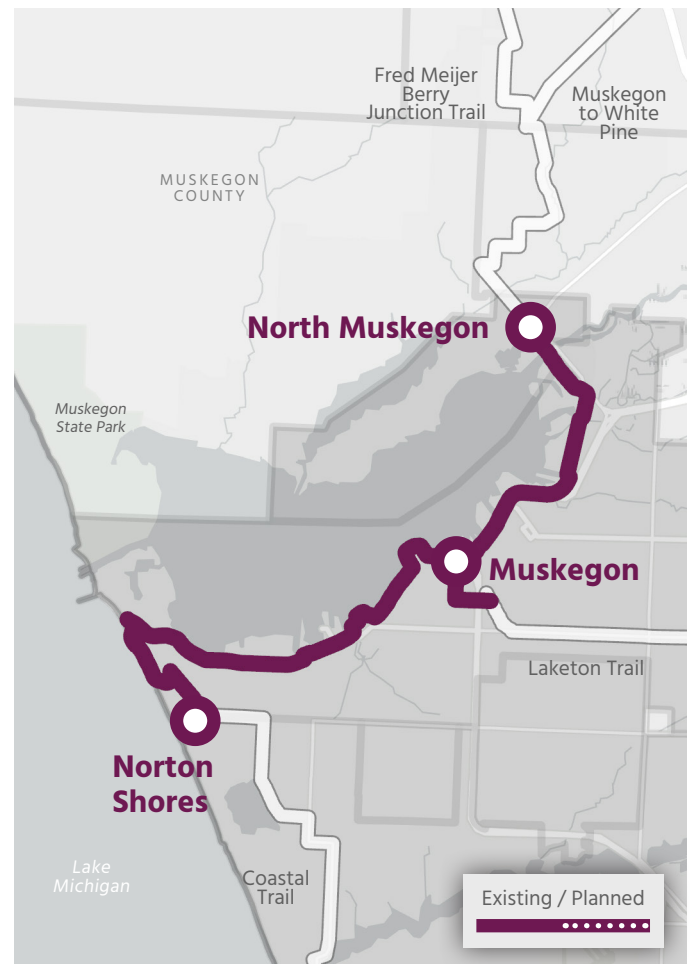 Fred Meijer
Berry
Junction Trail
Muskegon
to White
Pine
MUSKEGON
COUNTY
North Muskegon
Muskegon
State Park
Muskegon
Laketon Trail
Norton
Shores
Lake
Michigan
Coastal
Trail
Existing / Planned